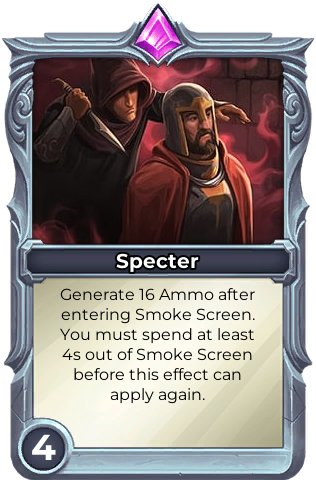 Specter
Generate 16 Ammo after
entering Smoke Screen.
You must spend at least
4s out of Smoke Screen
before this effect can
apply again.
4